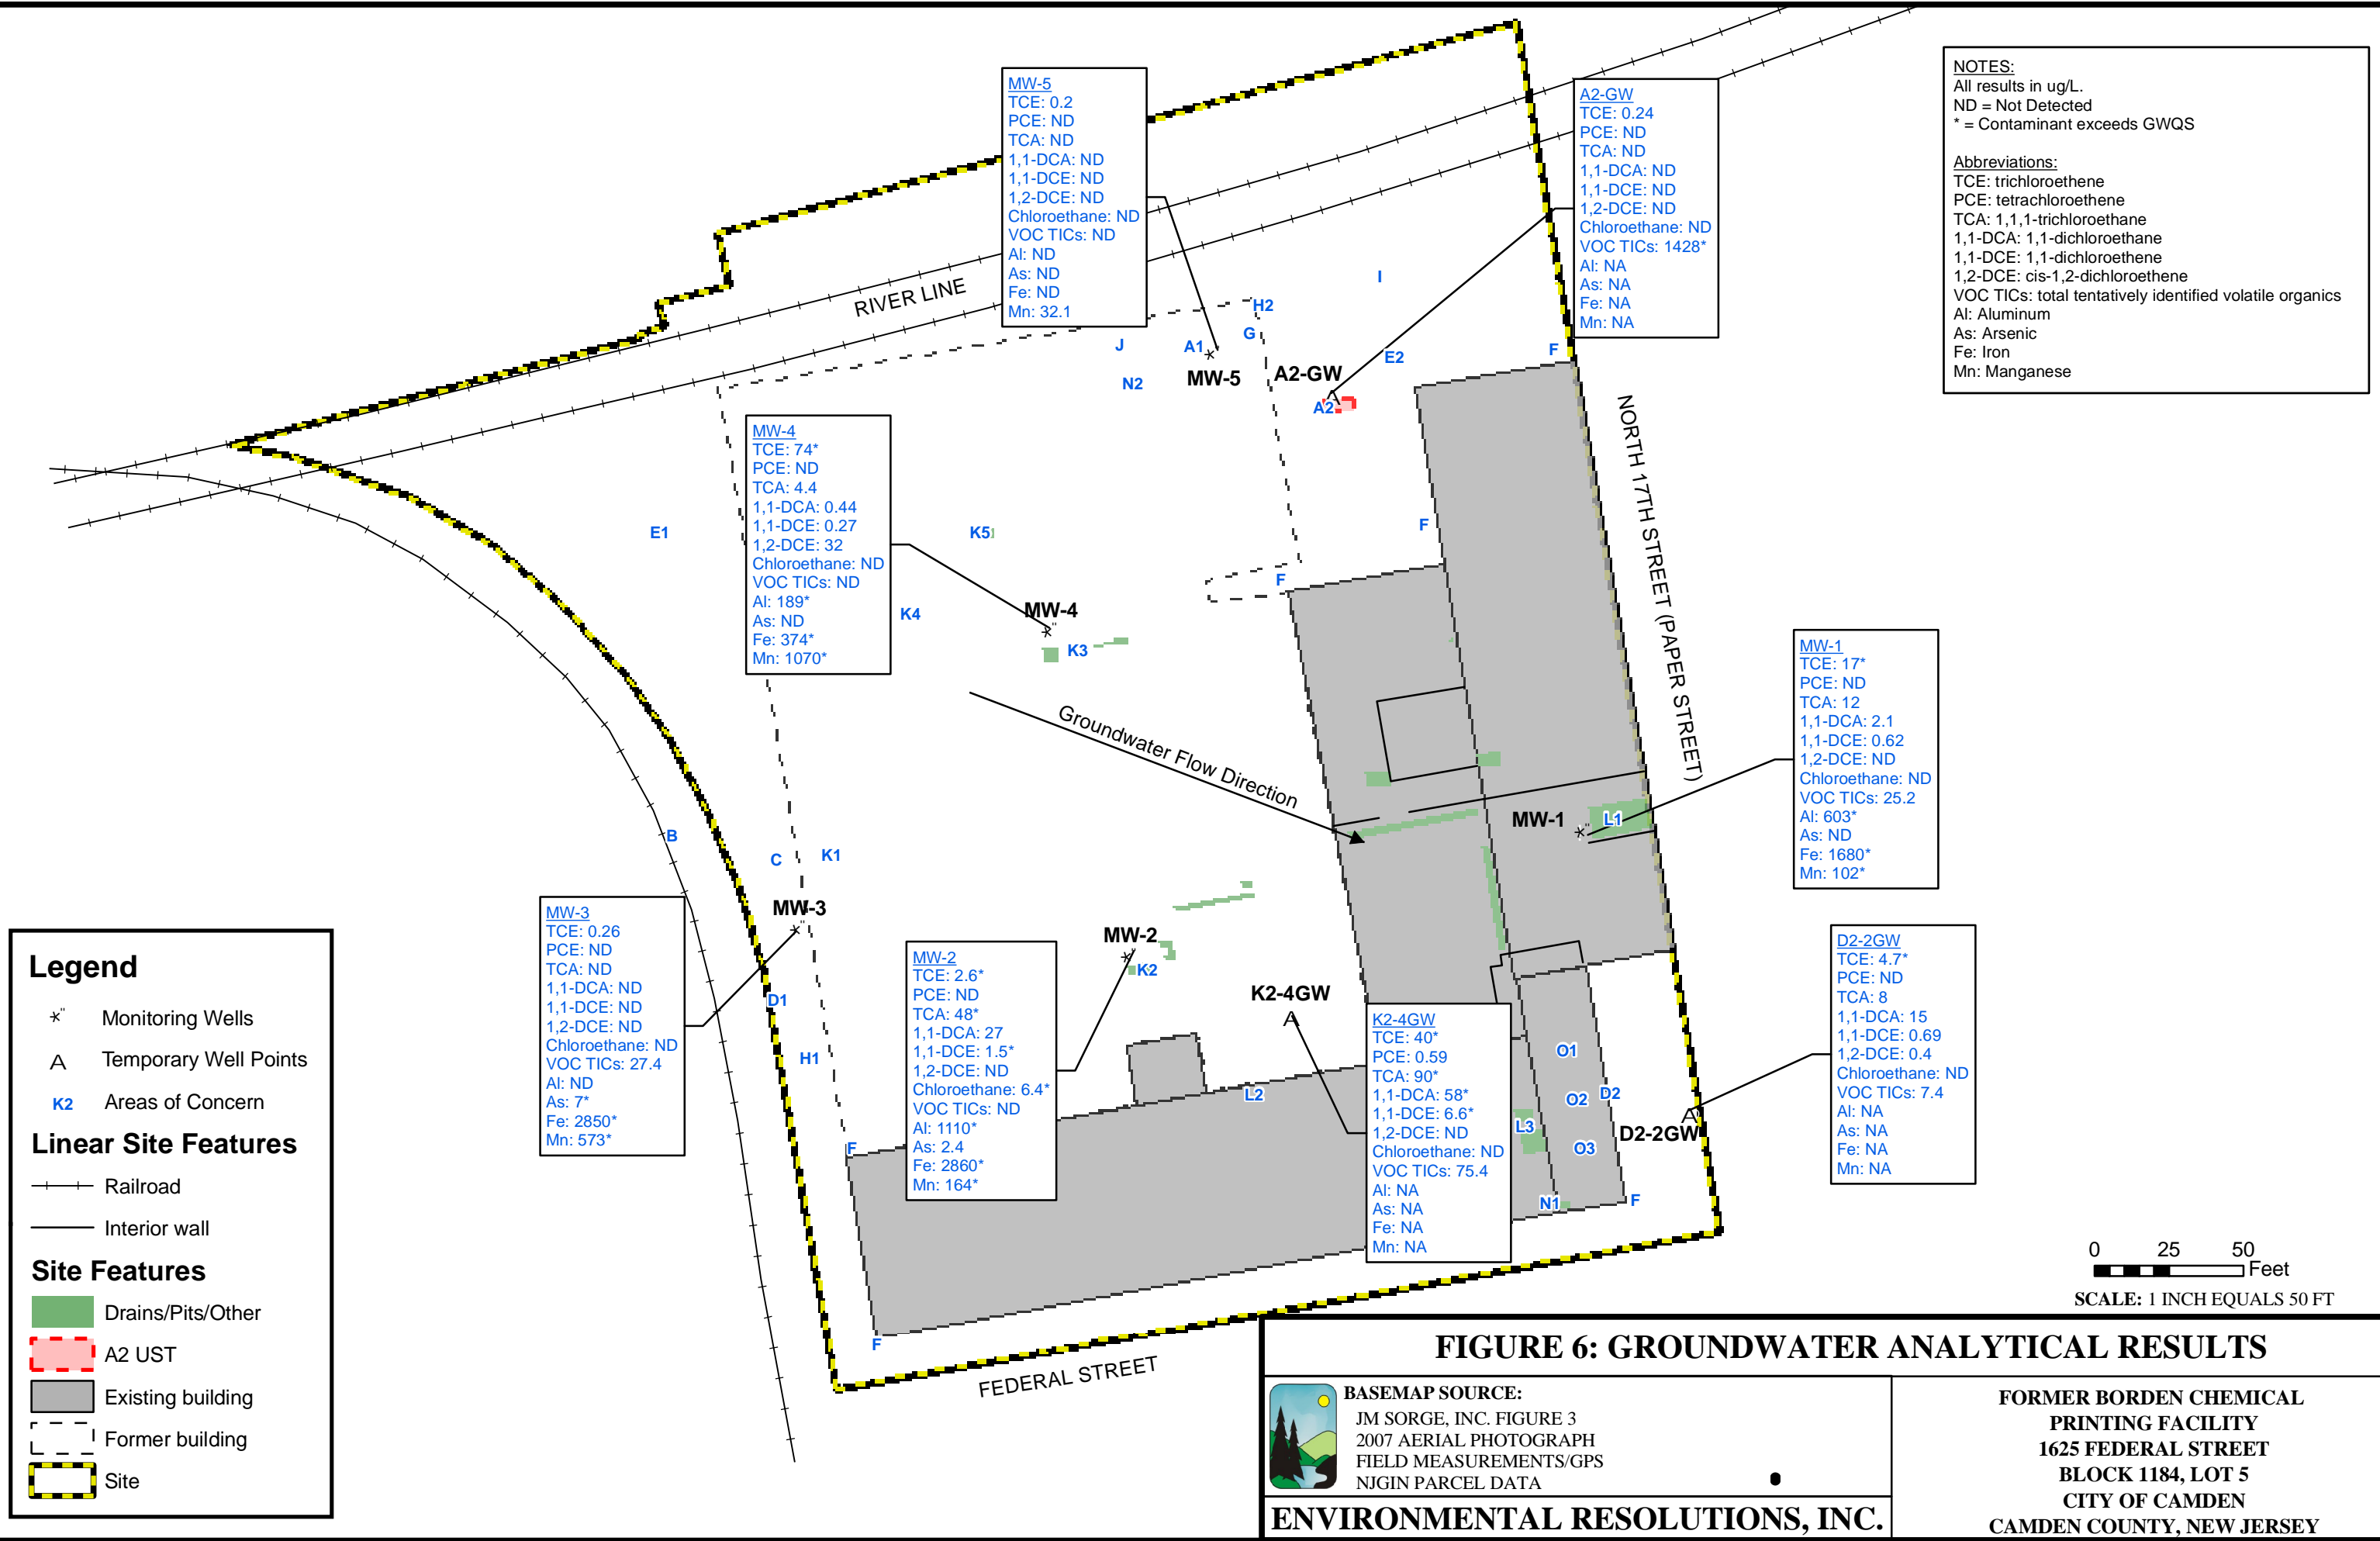 MW-5
TCE: 0.2
PCE: ND
TCA: ND
1,1-DCA: ND
1,1-DCE: ND
1,2-DCE: ND
Chloroethane: ND
VOC TICs: ND
Al: ND
As: ND
Fe: ND
Mn: 32.1
A2-GW
TCE: 0.24
PCE: ND
TCA: ND
1,1-DCA: ND
1,1-DCE: ND
1,2-DCE: ND
Chloroethane: ND
VOC TICs: 1428*
Al: NA
As: NA
Fe: NA
Mn: NA
NOTES:
All results in ug/L.
ND = Not Detected
* = Contaminant exceeds GWQS
Abbreviations:
TCE: trichloroethene
PCE: tetrachloroethene
TCA: 1,1,1-trichloroethane
1,1-DCA: 1,1-dichloroethane
1,1-DCE: 1,1-dichloroethene
1,2-DCE: cis-1,2-dichloroethene
VOC TICs: total tentatively identified volatile organics
Al: Aluminum
As: Arsenic
Fe: Iron
Mn: Manganese
RIVER LINE
I
H2
G
J
A1
MW-5
N2
A2-GW
A2
E2
F
NORTH 17TH STREET (PAPER STREET)
MW-4
TCE: 74*
PCE: ND
TCA: 4.4
1,1-DCA: 0.44
1,1-DCE: 0.27
1,2-DCE: 32
Chloroethane: ND
VOC TICs: ND
Al: 189*
As: ND
Fe: 374*
Mn: 1070*
E1
K5
F
F
K4
MW-4
K3
Groundwater Flow Direction
MW-1
TCE: 17*
PCE: ND
TCA: 12
1,1-DCA: 2.1
1,1-DCE: 0.62
1,2-DCE: ND
Chloroethane: ND
VOC TICs: 25.2
Al: 603*
As: ND
Fe: 1680*
Mn: 102*
MW-1
L1
B
C
K1
MW-3
MW-3
TCE: 0.26
PCE: ND
TCA: ND
1,1-DCA: ND
1,1-DCE: ND
1,2-DCE: ND
Chloroethane: ND
VOC TICs: 27.4
Al: ND
As: 7*
Fe: 2850*
Mn: 573*
D1
H1
MW-2
TCE: 2.6*
PCE: ND
TCA: 48*
1,1-DCA: 27
1,1-DCE: 1.5*
1,2-DCE: ND
Chloroethane: 6.4*
VOC TICs: ND
Al: 1110*
As: 2.4
Fe: 2860*
Mn: 164*
MW-2
K2
K2-4GW
L2
K2-4GW
TCE: 40*
PCE: 0.59
TCA: 90*
1,1-DCA: 58*
1,1-DCE: 6.6*
1,2-DCE: ND
Chloroethane: ND
VOC TICs: 75.4
Al: NA
As: NA
Fe: NA
Mn: NA
O1
O2
D2
L3
O3
N1
F
D2-2GW
D2-2GW
TCE: 4.7*
PCE: ND
TCA: 8
1,1-DCA: 15
1,1-DCE: 0.69
1,2-DCE: 0.4
Chloroethane: ND
VOC TICs: 7.4
Al: NA
As: NA
Fe: NA
Mn: NA
F
F
FEDERAL STREET
Legend
Monitoring Wells
A Temporary Well Points
K2 Areas of Concern
Linear Site Features
Railroad
Interior wall
Site Features
Drains/Pits/Other
A2 UST
Existing building
Former building
Site
0 25 50
Feet
SCALE: 1 INCH EQUALS 50 FT
FIGURE 6: GROUNDWATER ANALYTICAL RESULTS
BASEMAP SOURCE:
JM SORGE, INC. FIGURE 3
2007 AERIAL PHOTOGRAPH
FIELD MEASUREMENTS/GPS
NJGIN PARCEL DATA
ENVIRONMENTAL RESOLUTIONS, INC.
FORMER BORDEN CHEMICAL
PRINTING FACILITY
1625 FEDERAL STREET
BLOCK 1184, LOT 5
CITY OF CAMDEN
CAMDEN COUNTY, NEW JERSEY